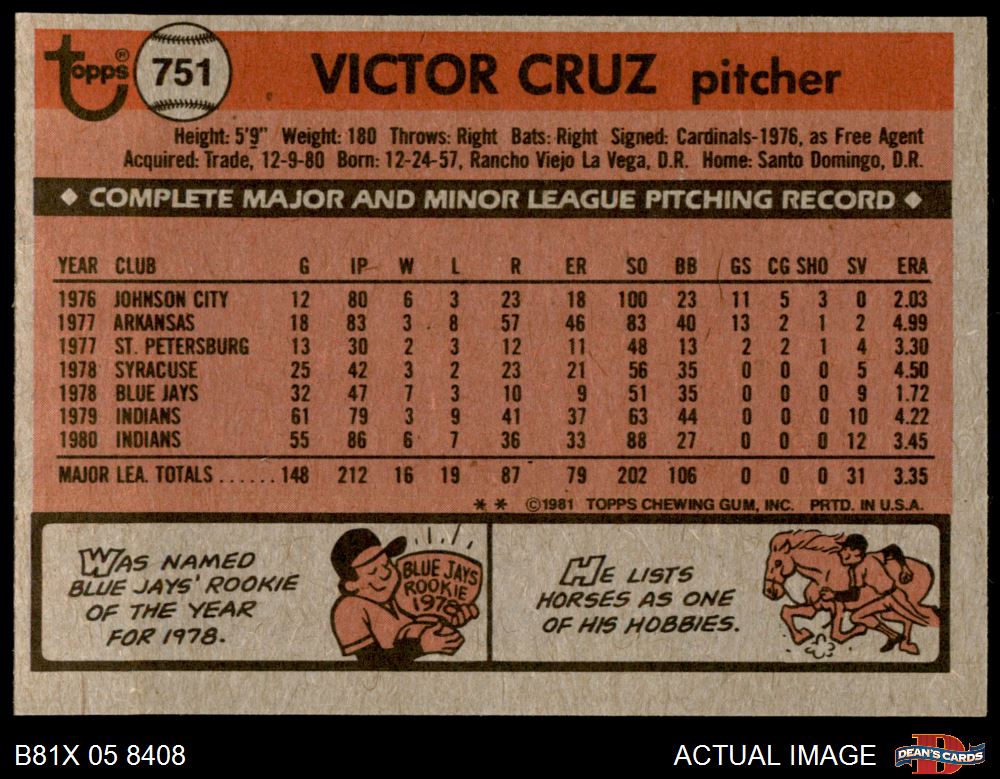 Topps® 751 VICTOR CRUZ pitcher
Height: 5'9" Weight: 180 Throws: Right Bats: Right Signed: Cardinals-1976, as Free Agent
Acquired: Trade, 12-9-80 Born: 12-24-57, Rancho Viejo La Vega, D.R. Home: Santo Domingo, D.R.
◆ COMPLETE MAJOR AND MINOR LEAGUE PITCHING RECORD ◆
YEAR CLUB G IP W L R ER SO BB GS CG SHO SV ERA
1976 JOHNSON CITY 12 80 6 3 23 18 100 23 11 5 3 0 2.03
1977 ARKANSAS 18 83 3 8 57 46 83 40 13 2 1 2 4.99
1977 ST. PETERSBURG 13 30 2 3 12 11 48 13 2 2 1 4 3.30
1978 SYRACUSE 25 42 3 2 23 21 56 35 0 0 0 5 4.50
1978 BLUE JAYS 32 47 7 3 10 9 51 35 0 0 0 9 1.72
1979 INDIANS 61 79 3 9 41 37 63 44 0 0 0 10 4.22
1980 INDIANS 55 86 6 7 36 33 88 27 0 0 0 12 3.45
MAJOR LEA. TOTALS ...... 148 212 16 19 87 79 202 106 0 0 0 31 3.35
* * ©1981 TOPPS CHEWING GUM, INC. PRTD. IN U.S.A.
WAS NAMED
BLUE JAYS' ROOKIE
OF THE YEAR
FOR 1978.
BLUE JAYS
ROOKIE
1978
HE LISTS
HORSES AS ONE
OF HIS HOBBIES.
B81X 05 8408 ACTUAL IMAGE DEAN'S CARDS